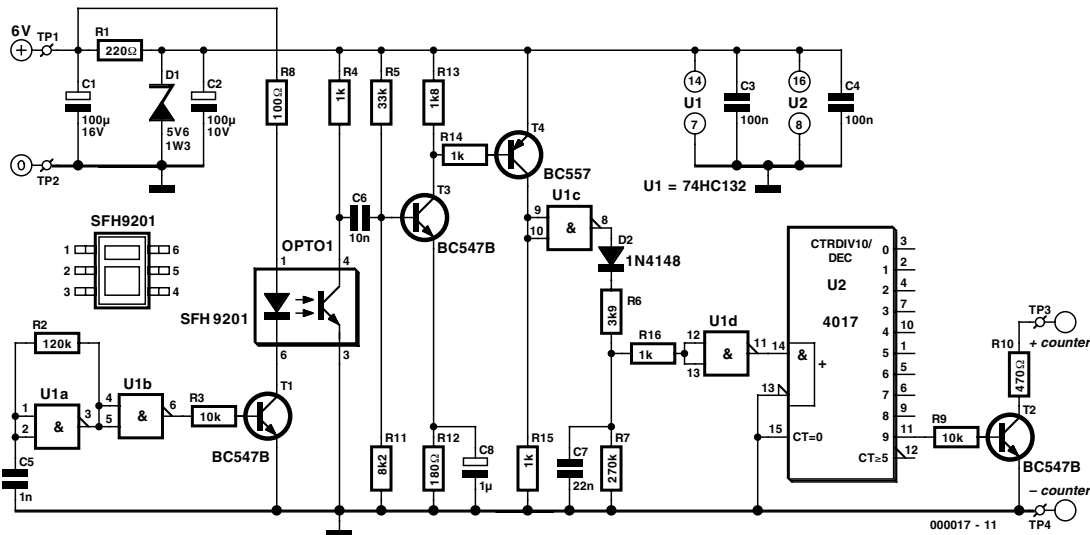 6V
TP1
R1
220Ω
D1
C1
100µ
16V
5V6
1W3
C2
100µ
10V
0
TP2
R8
100Ω
R4
1k
R5
33k
R13
1k8
R14
1k
T4
BC557
14
U1
7
C3
100n
16
U2
8
C4
100n
U1 = 74HC132
SFH9201
1
2
3
6
5
4
OPTO1
1
4
SFH9201
6
3
C6
10n
T3
BC547B
U1c
9
10
&
8
D2
1N4148
R6
3k9
R16
1k
U1d
12
13
&
11
CTRDIV10/
DEC
U2
4017
14
&
+
13
15
CT=0
0
3
1
2
2
4
3
7
4
10
5
1
6
5
7
6
8
9
9
11
CT≥5
12
R2
120k
U1a
1
2
&
3
U1b
4
5
&
6
R3
10k
T1
BC547B
C5
1n
R11
8k2
R12
180Ω
C8
1µ
R15
1k
C7
22n
R7
270k
R9
10k
T2
BC547B
R10
470Ω
TP3
+ counter
– counter
TP4
000017 - 11